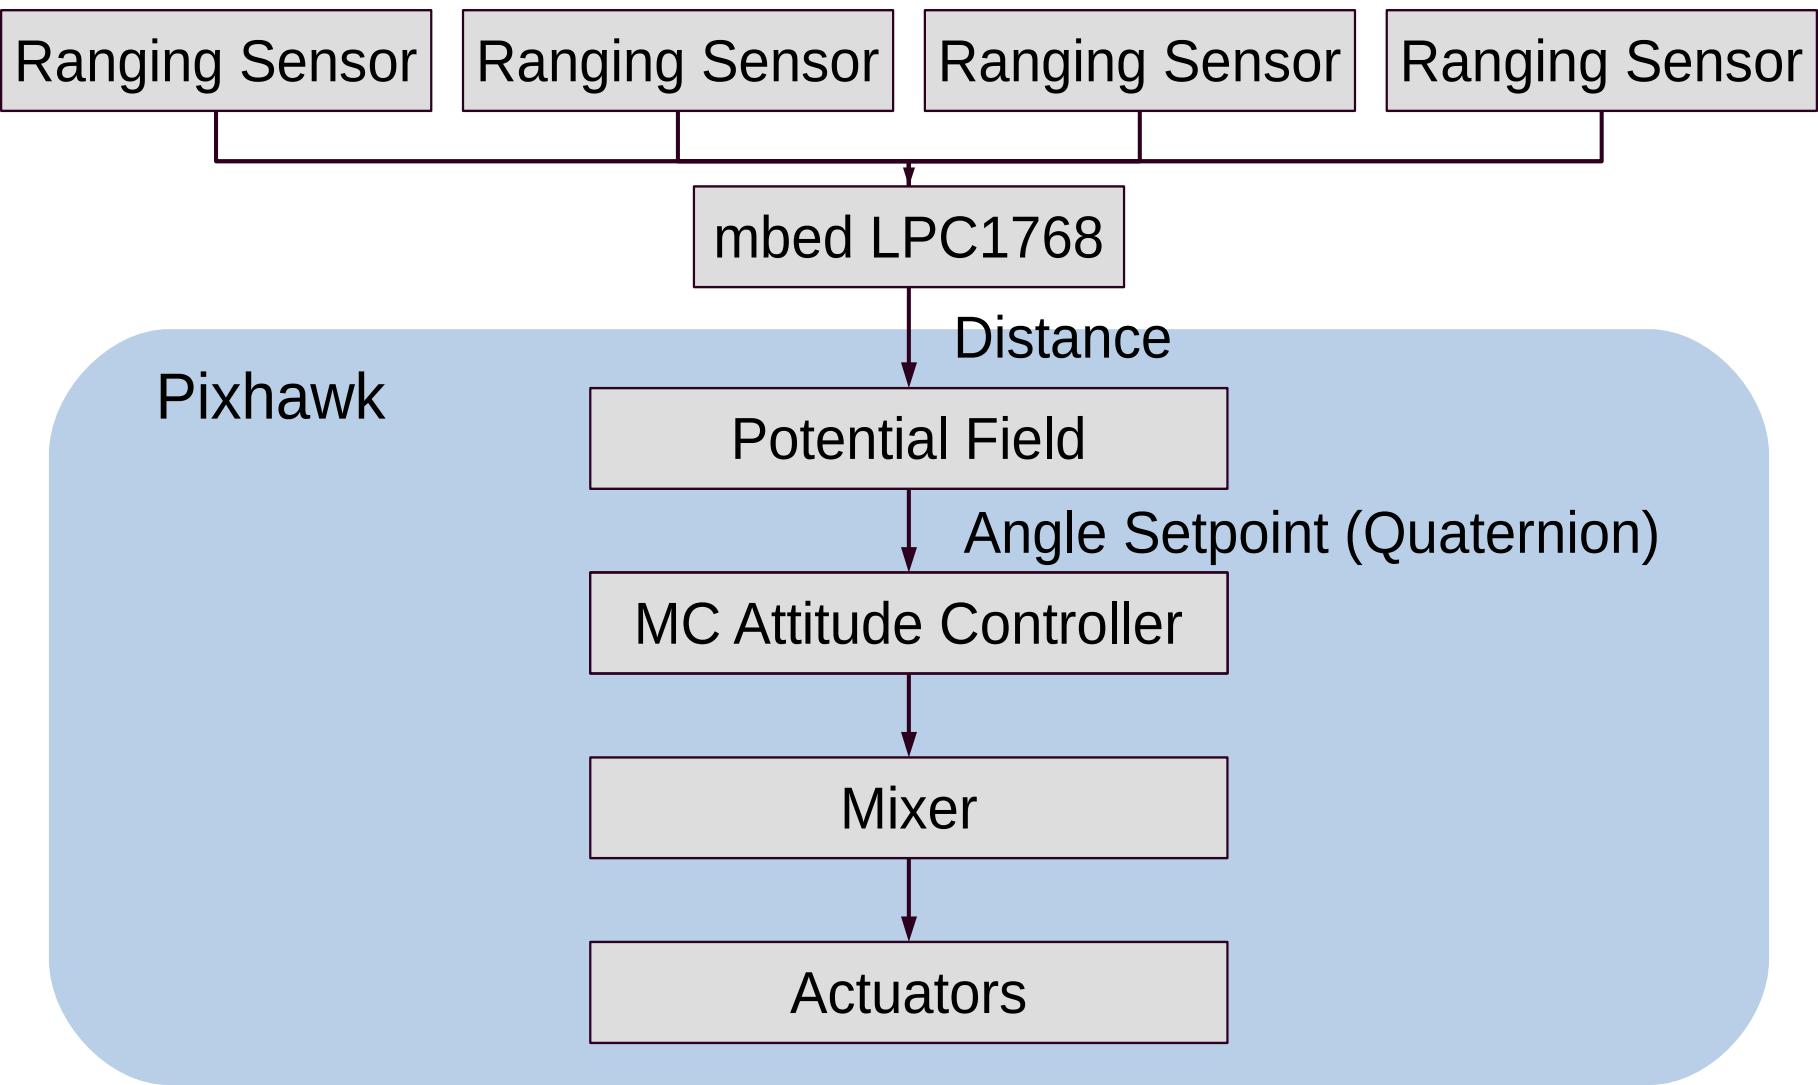 Ranging Sensor
Ranging Sensor
Ranging Sensor
Ranging Sensor
mbed LPC1768
Distance
Pixhawk
Potential Field
Angle Setpoint (Quaternion)
MC Attitude Controller
Mixer
Actuators